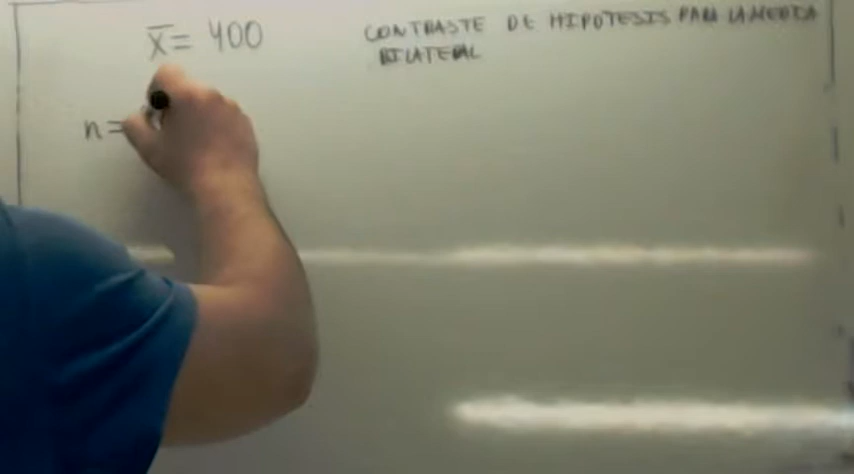 x̄ = 400
CONTRASTE DE HIPOTESIS PARA LA MEDIA
BILATERAL
n =